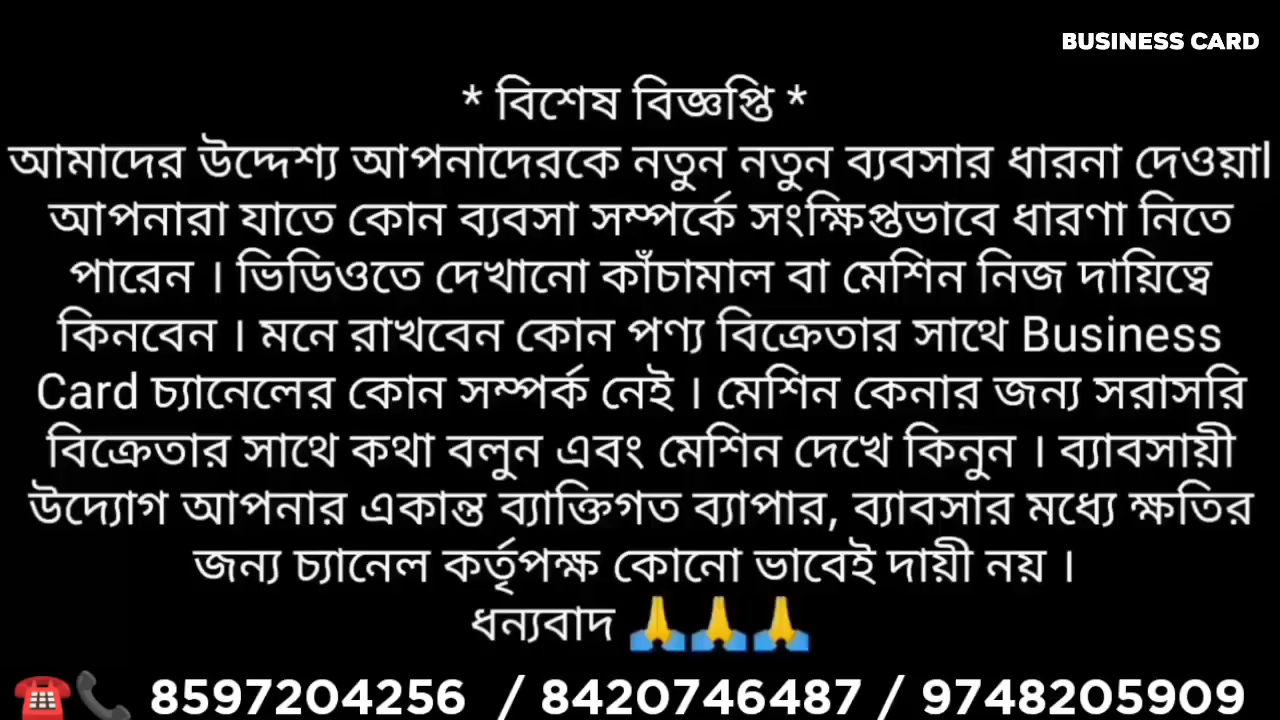 BUSINESS CARD
* বিশেষ বিজ্ঞপ্তি *
আমাদের উদ্দেশ্য আপনাদেরকে নতুন নতুন ব্যবসার ধারনা দেওয়া।
আপনারা যাতে কোন ব্যবসা সম্পর্কে সংক্ষিপ্তভাবে ধারণা নিতে
পারেন । ভিডিওতে দেখানো কাঁচামাল বা মেশিন নিজ দায়িত্বে
কিনবেন । মনে রাখবেন কোন পণ্য বিক্রেতার সাথে Business
Card চ্যানেলের কোন সম্পর্ক নেই । মেশিন কেনার জন্য সরাসরি
বিক্রেতার সাথে কথা বলুন এবং মেশিন দেখে কিনুন । ব্যাবসায়ী
উদ্যোগ আপনার একান্ত ব্যাক্তিগত ব্যাপার, ব্যাবসার মধ্যে ক্ষতির
জন্য চ্যানেল কর্তৃপক্ষ কোনো ভাবেই দায়ী নয় ।
ধন্যবাদ 🙏🙏🙏
☎️📞 8597204256 / 8420746487 / 9748205909